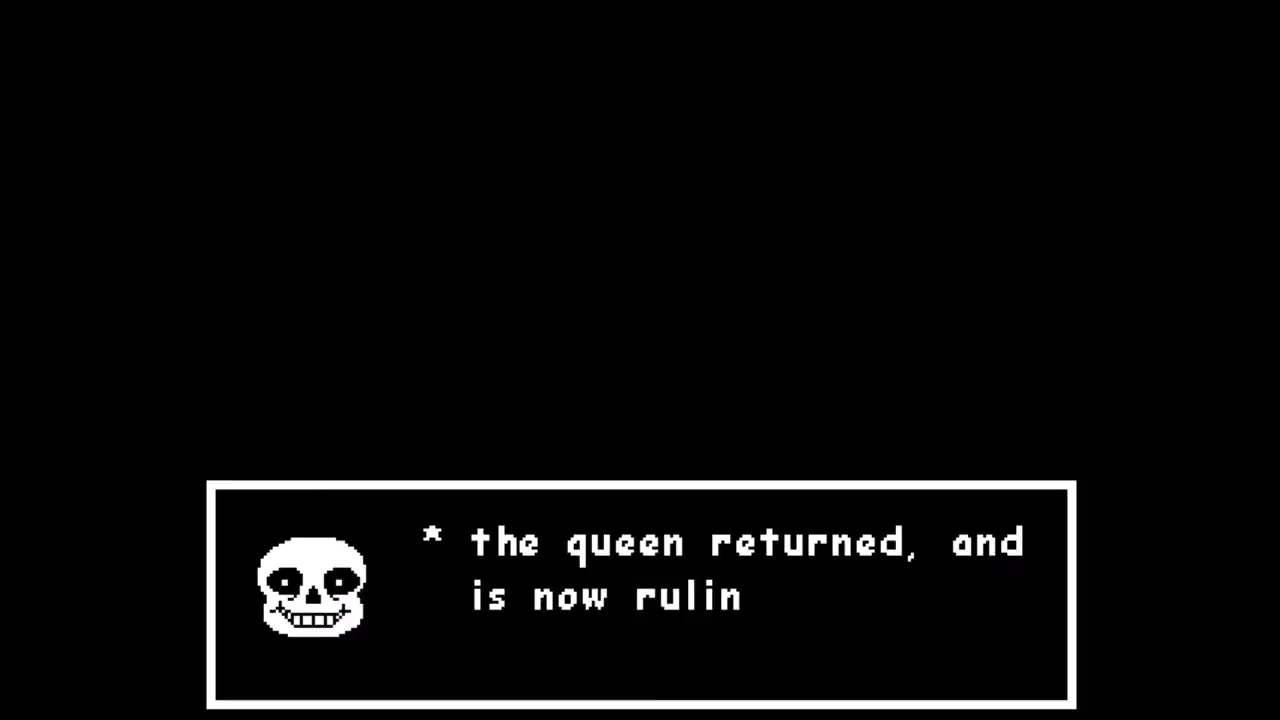 * the queen returned, and
is now rulin